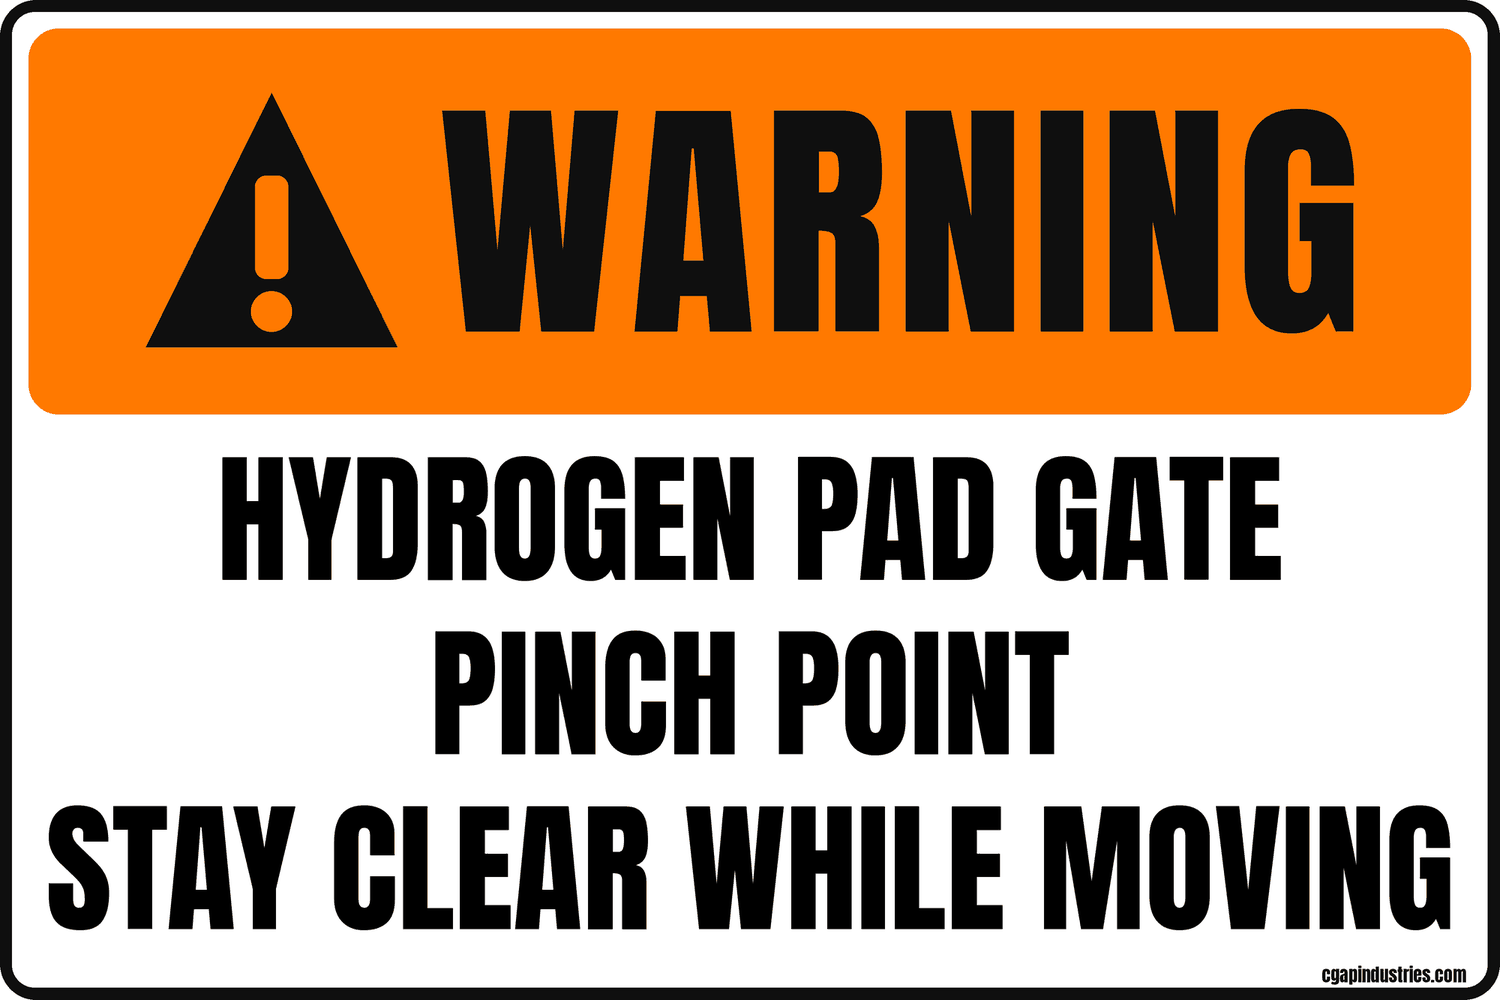 WARNING
HYDROGEN PAD GATE
PINCH POINT
STAY CLEAR WHILE MOVING
cgapindustries.com